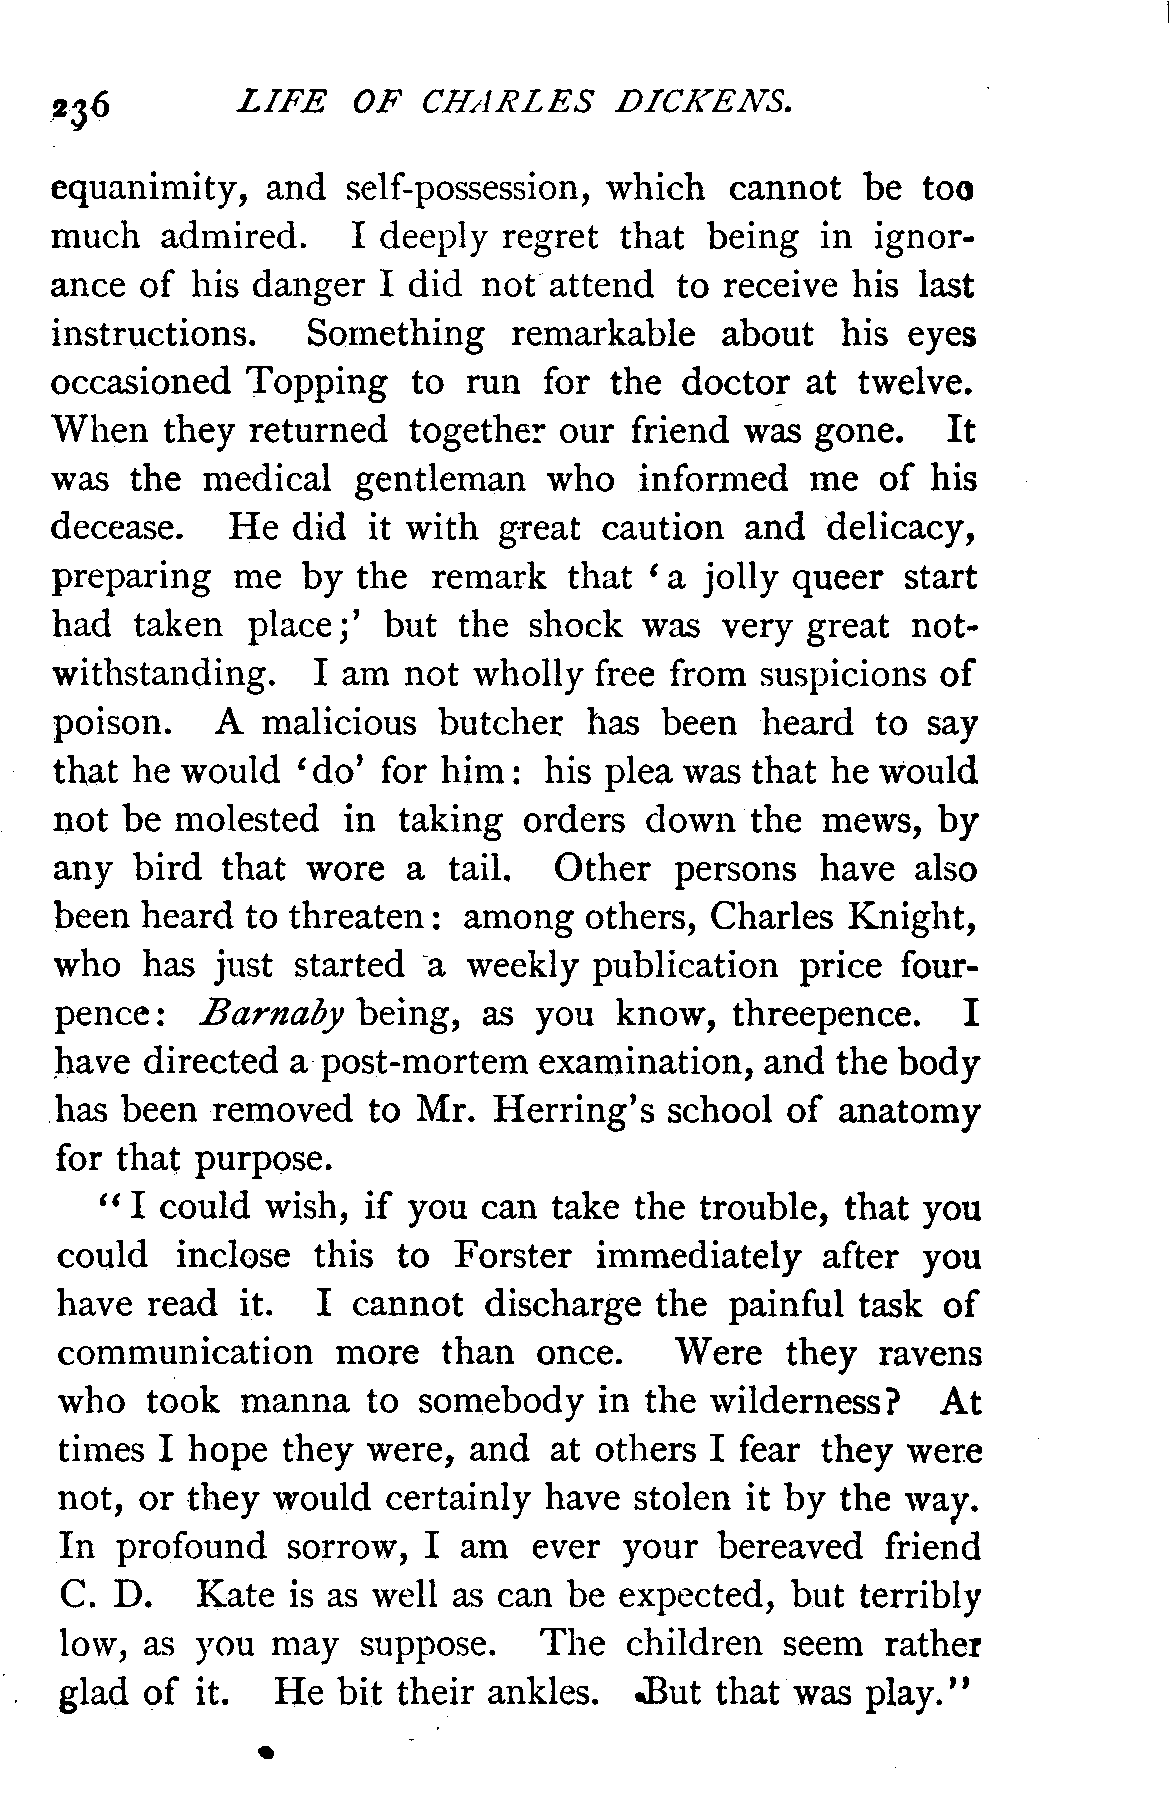 236 LIFE OF CHARLES DICKENS.
equanimity, and self-possession, which cannot be too
much admired. I deeply regret that being in ignor-
ance of his danger I did not attend to receive his last
instructions. Something remarkable about his eyes
occasioned Topping to run for the doctor at twelve.
When they returned together our friend was gone. It
was the medical gentleman who informed me of his
decease. He did it with great caution and delicacy,
preparing me by the remark that ‘a jolly queer start
had taken place;’ but the shock was very great not-
withstanding. I am not wholly free from suspicions of
poison. A malicious butcher has been heard to say
that he would ‘do’ for him: his plea was that he would
not be molested in taking orders down the mews, by
any bird that wore a tail. Other persons have also
been heard to threaten: among others, Charles Knight,
who has just started a weekly publication price four-
pence: Barnaby being, as you know, threepence. I
have directed a post-mortem examination, and the body
has been removed to Mr. Herring’s school of anatomy
for that purpose.
“I could wish, if you can take the trouble, that you
could inclose this to Forster immediately after you
have read it. I cannot discharge the painful task of
communication more than once. Were they ravens
who took manna to somebody in the wilderness? At
times I hope they were, and at others I fear they were
not, or they would certainly have stolen it by the way.
In profound sorrow, I am ever your bereaved friend
C. D. Kate is as well as can be expected, but terribly
low, as you may suppose. The children seem rather
glad of it. He bit their ankles. But that was play.”